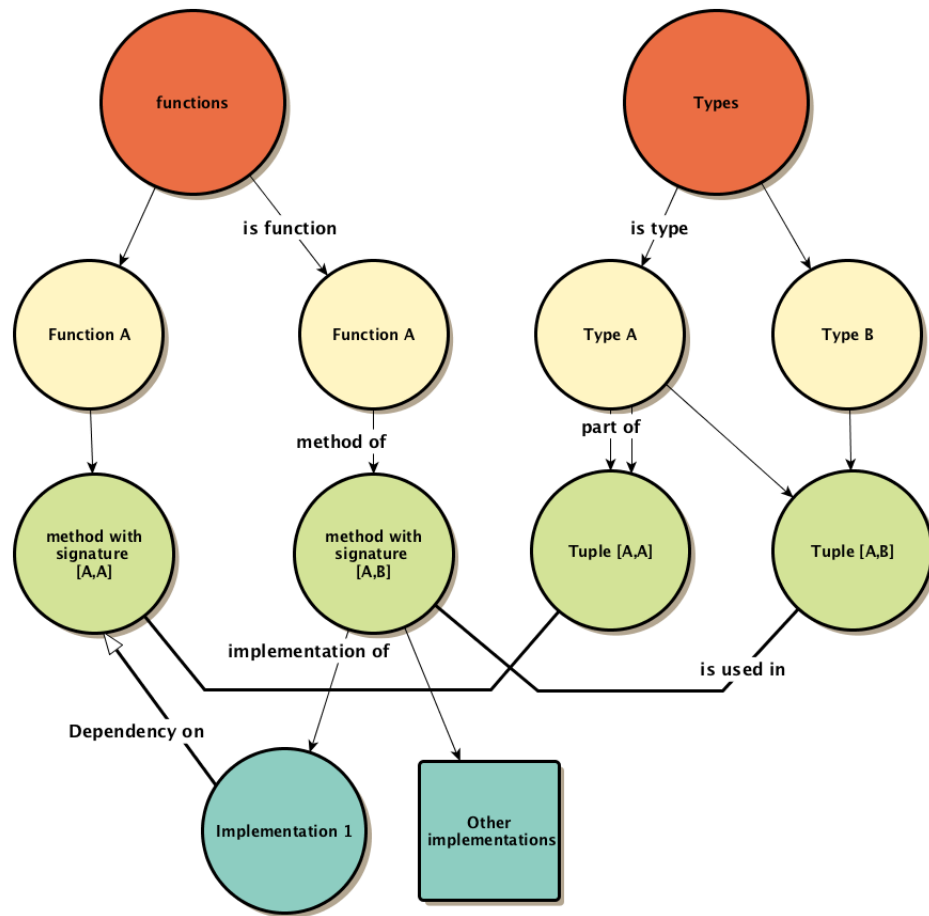 functions
Types
is function
is type
Function A
Function A
Type A
Type B
method of
part of
method with
signature
[A,A]
method with
signature
[A,B]
Tuple [A,A]
Tuple [A,B]
implementation of
is used in
Dependency on
Implementation 1
Other
implementations